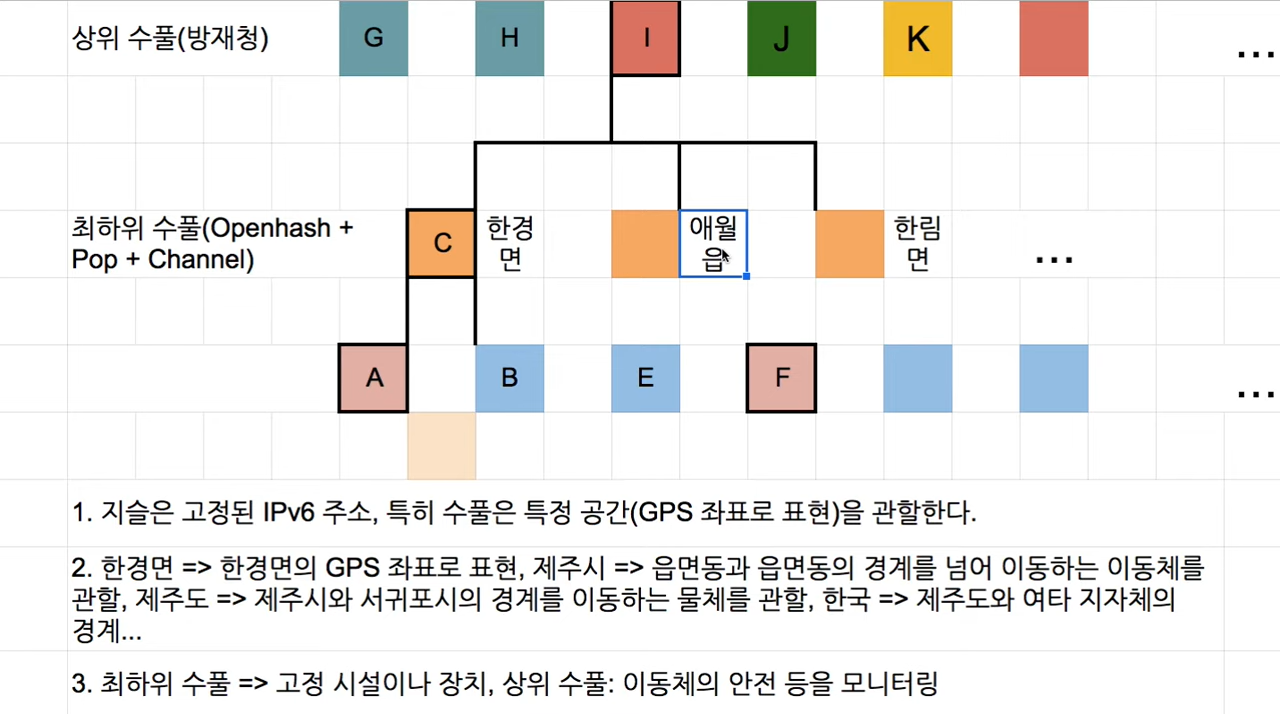 상위 수풀(방재청)
G
H
I
J
K
...
최하위 수풀(Openhash +
Pop + Channel)
C
한경
면
애월
읍
한림
면
...
A
B
E
F
...
1. 지슬은 고정된 IPv6 주소, 특히 수풀은 특정 공간(GPS 좌표로 표현)을 관할한다.
2. 한경면 => 한경면의 GPS 좌표로 표현, 제주시 => 읍면동과 읍면동의 경계를 넘어 이동하는 이동체를
관할, 제주도 => 제주시와 서귀포시의 경계를 이동하는 물체를 관할, 한국 => 제주도와 여타 지자체의
경계...
3. 최하위 수풀 => 고정 시설이나 장치, 상위 수풀: 이동체의 안전 등을 모니터링